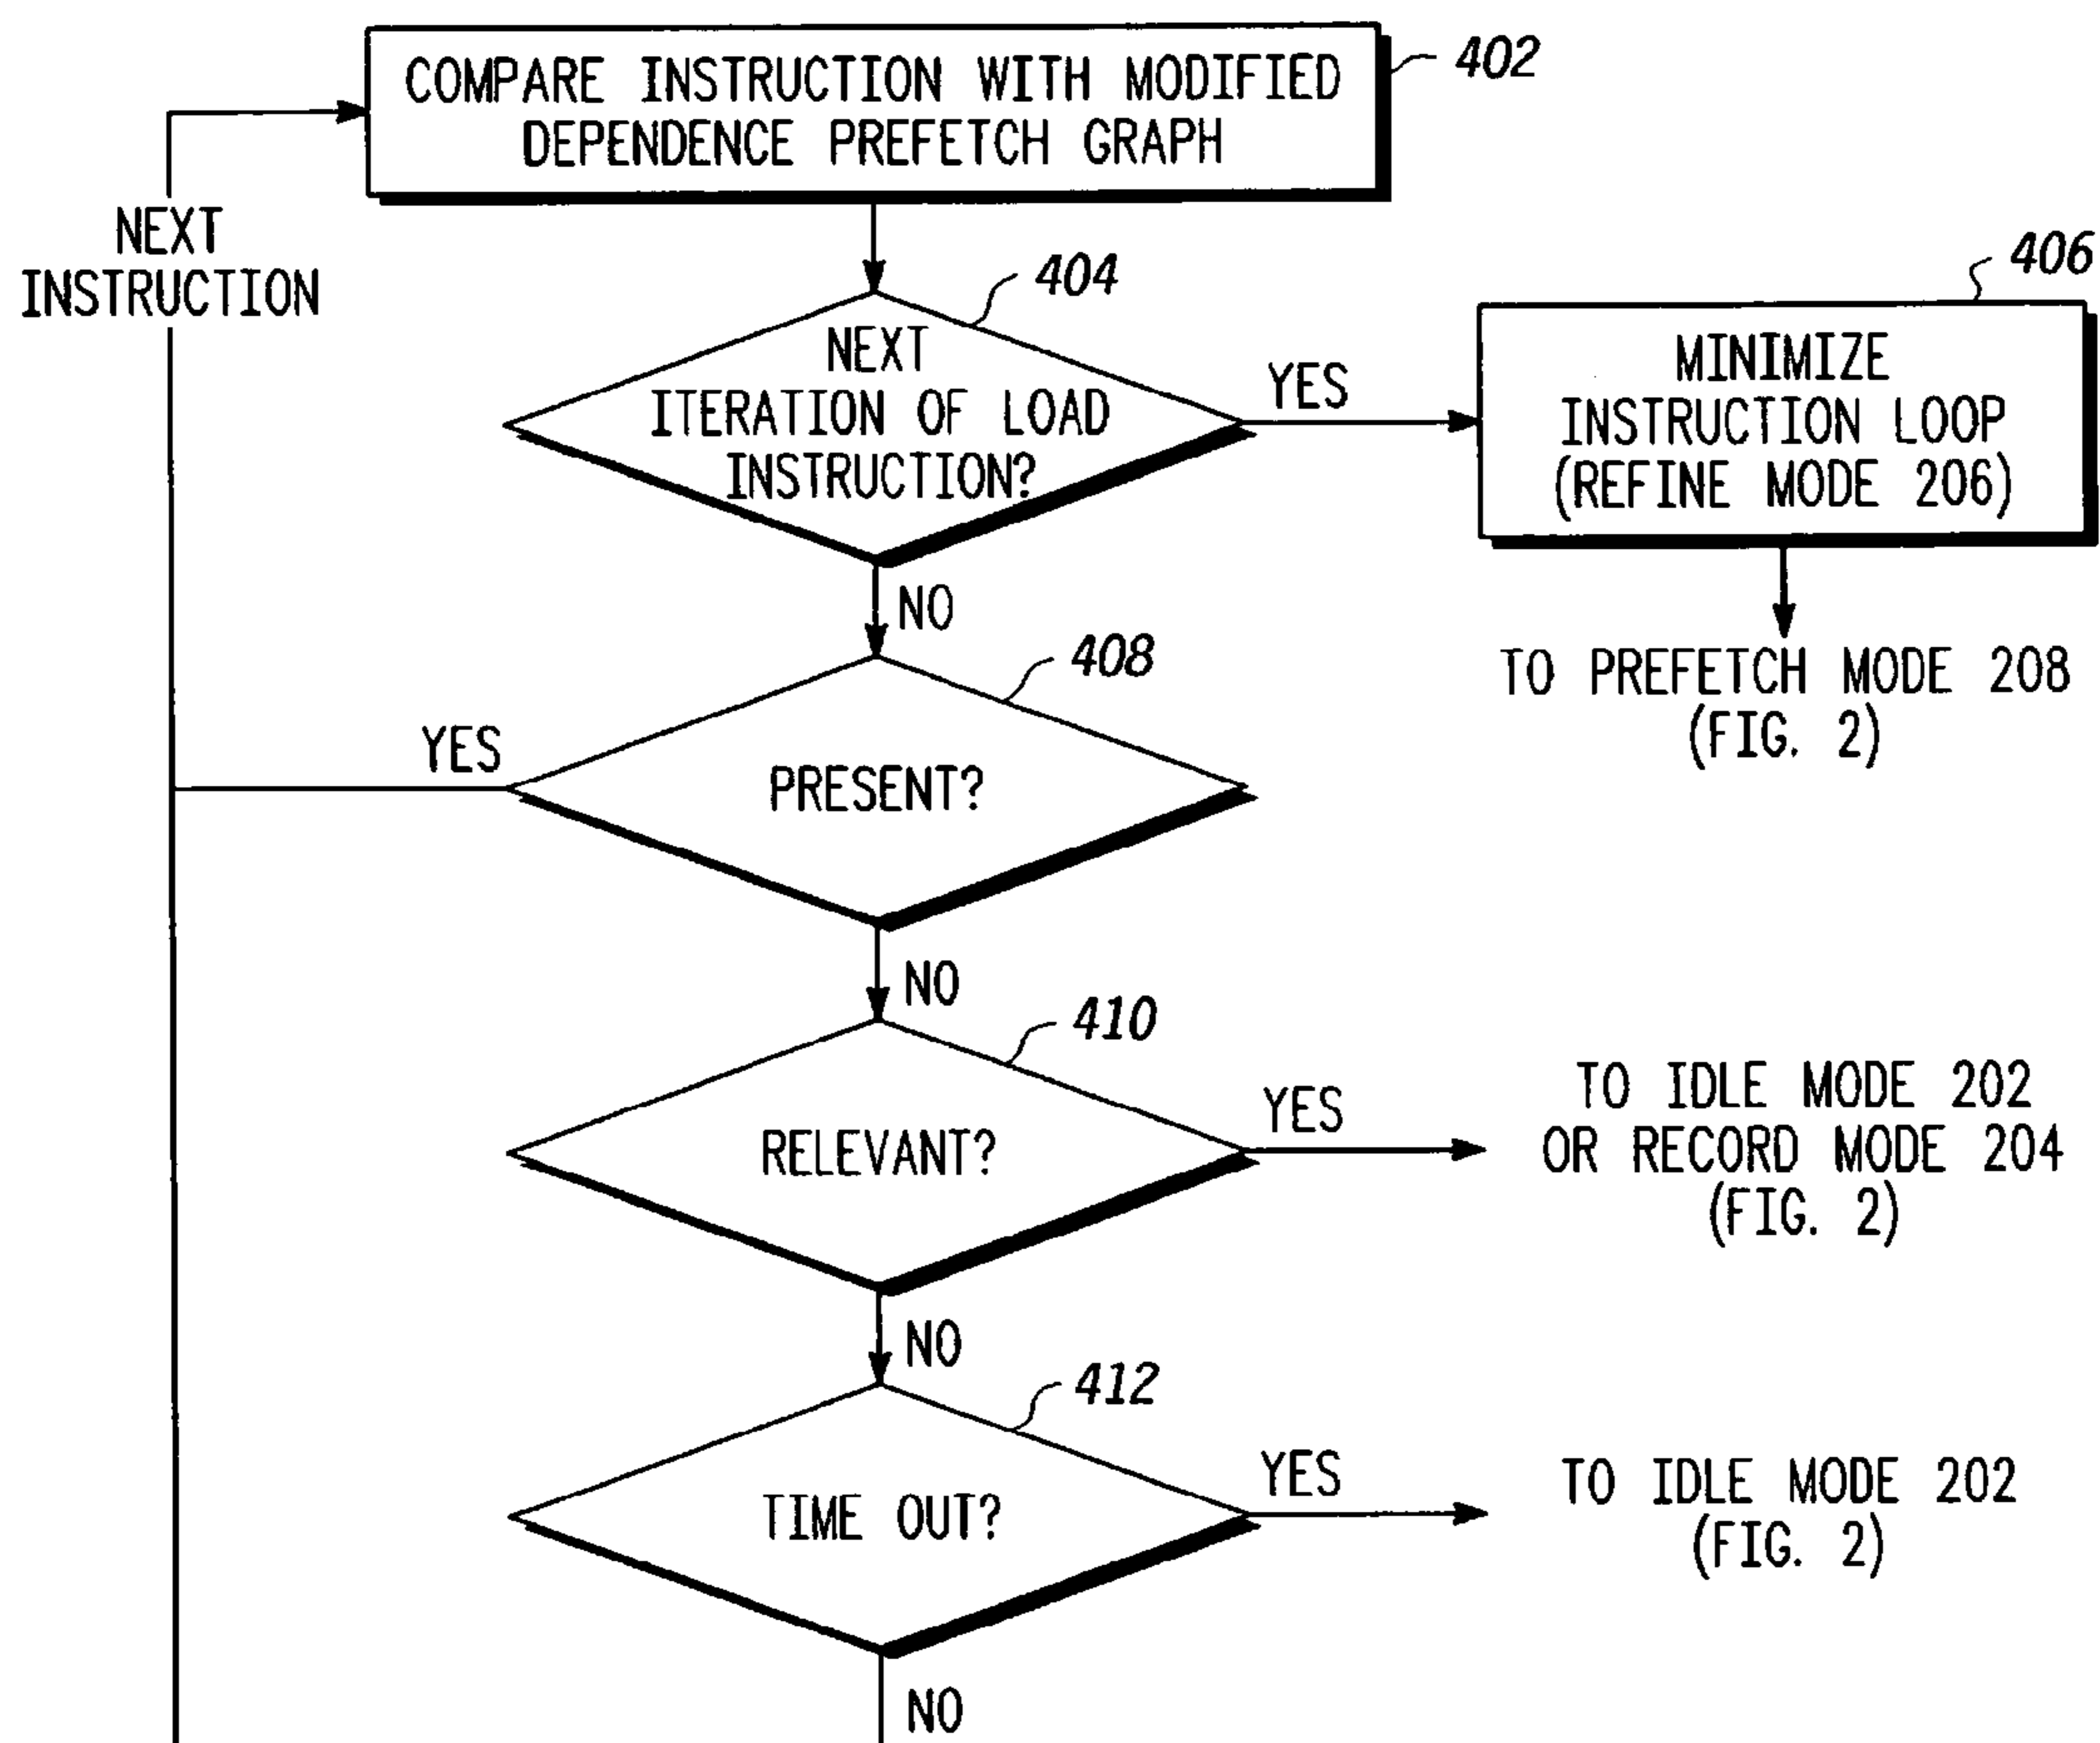 COMPARE INSTRUCTION WITH MODIFIED
DEPENDENCE PREFETCH GRAPH
402
NEXT
INSTRUCTION
404
NEXT
ITERATION OF LOAD
INSTRUCTION?
YES
406
MINIMIZE
INSTRUCTION LOOP
(REFINE MODE 206)
TO PREFETCH MODE 208
(FIG. 2)
NO
408
PRESENT?
YES
NO
410
RELEVANT?
YES
TO IDLE MODE 202
OR RECORD MODE 204
(FIG. 2)
NO
412
TIME OUT?
YES
TO IDLE MODE 202
(FIG. 2)
NO